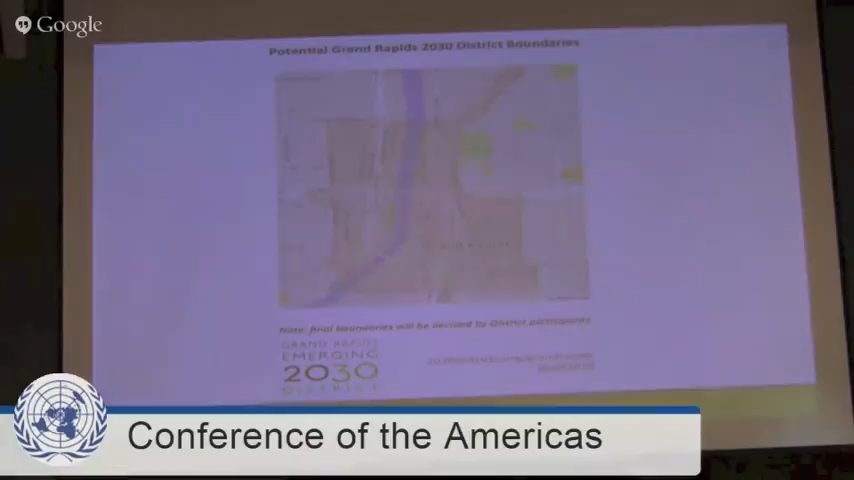 Google
Potential Grand Rapids 2030 District Boundaries
Note: final boundaries will be decided by District participants
GRAND RAPIDS
EMERGING
2030
DISTRICT
Conference of the Americas